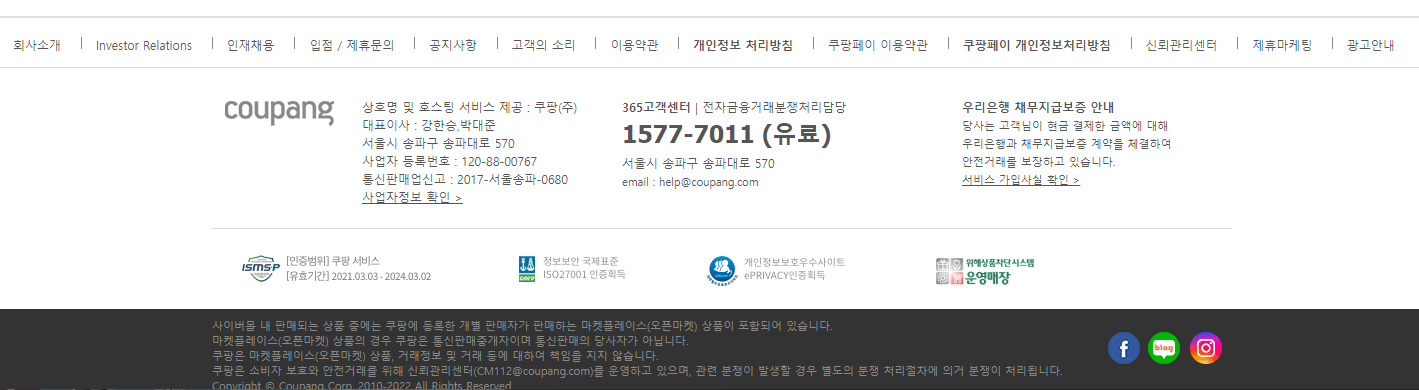 회사소개 | Investor Relations | 인재채용 | 입점 / 제휴문의 | 공지사항 | 고객의 소리 | 이용약관 | 개인정보 처리방침 | 쿠팡페이 이용약관 | 쿠팡페이 개인정보처리방침 | 신뢰관리센터 | 제휴마케팅 | 광고안내
coupang
상호명 및 호스팅 서비스 제공 : 쿠팡(주)
대표이사 : 강한승,박대준
서울시 송파구 송파대로 570
사업자 등록번호 : 120-88-00767
통신판매업신고 : 2017-서울송파-0680
사업자정보 확인 >
365고객센터 | 전자금융거래분쟁처리담당
1577-7011 (유료)
서울시 송파구 송파대로 570
email : help@coupang.com
우리은행 채무지급보증 안내
당사는 고객님이 현금 결제한 금액에 대해
우리은행과 채무지급보증 계약을 체결하여
안전거래를 보장하고 있습니다.
서비스 가입사실 확인 >
ISMS-P
[인증범위] 쿠팡 서비스
[유효기간] 2021.03.03 - 2024.03.02
DNV
정보보안 국제표준
ISO27001 인증획득
개인정보보호우수사이트
ePRIVACY인증획득
위해상품차단시스템
운영매장
사이버몰 내 판매되는 상품 중에는 쿠팡에 등록한 개별 판매자가 판매하는 마켓플레이스(오픈마켓) 상품이 포함되어 있습니다.
마켓플레이스(오픈마켓) 상품의 경우 쿠팡은 통신판매중개자이며 통신판매의 당사자가 아닙니다.
쿠팡은 마켓플레이스(오픈마켓) 상품, 거래정보 및 거래 등에 대하여 책임을 지지 않습니다.
쿠팡은 소비자 보호와 안전거래를 위해 신뢰관리센터(CM112@coupang.com)를 운영하고 있으며, 관련 분쟁이 발생할 경우 별도의 분쟁 처리절차에 의거 분쟁이 처리됩니다.
Copyright © Coupang Corp. 2010-2022 All Rights Reserved
f
blog